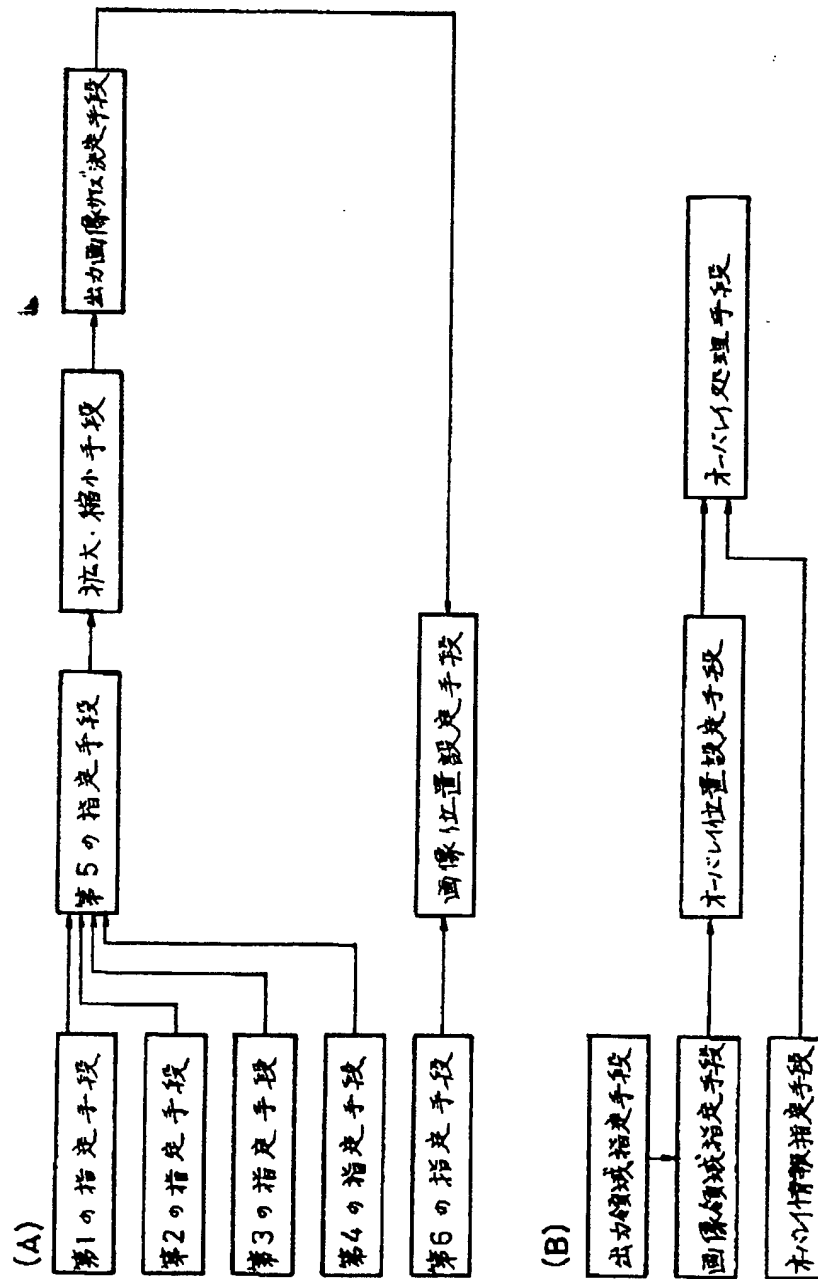 (A)
第1の指定手段
第2の指定手段
第3の指定手段
第4の指定手段
第6の指定手段
第5の指定手段
拡大・縮小手段
出力画像サイズ決定手段
画像位置設定手段
(B)
出力領域指定手段
画像領域指定手段
オーバレイ情報指定手段
オーバレイ位置設定手段
オーバレイ処理手段